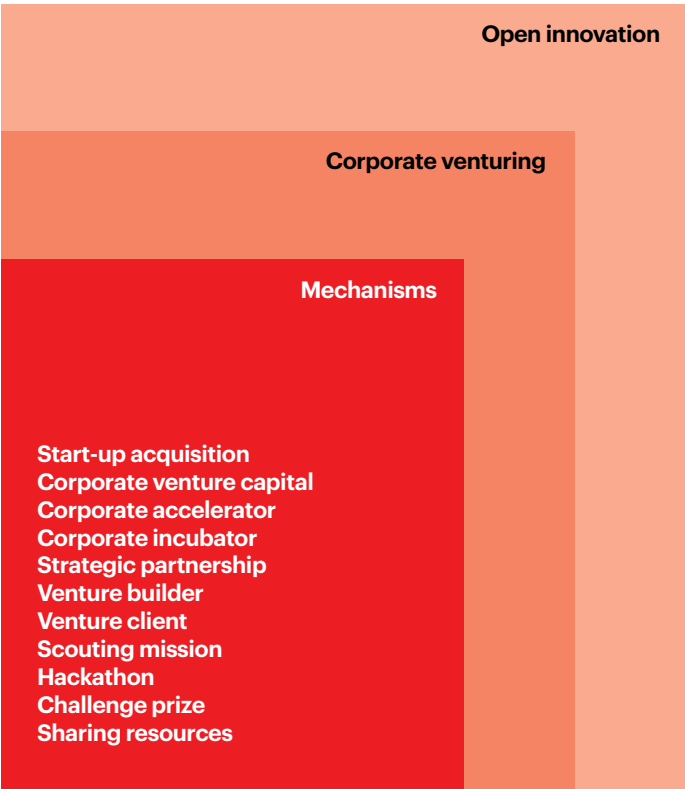 Open innovation
Corporate venturing
Mechanisms
Start-up acquisition
Corporate venture capital
Corporate accelerator
Corporate incubator
Strategic partnership
Venture builder
Venture client
Scouting mission
Hackathon
Challenge prize
Sharing resources